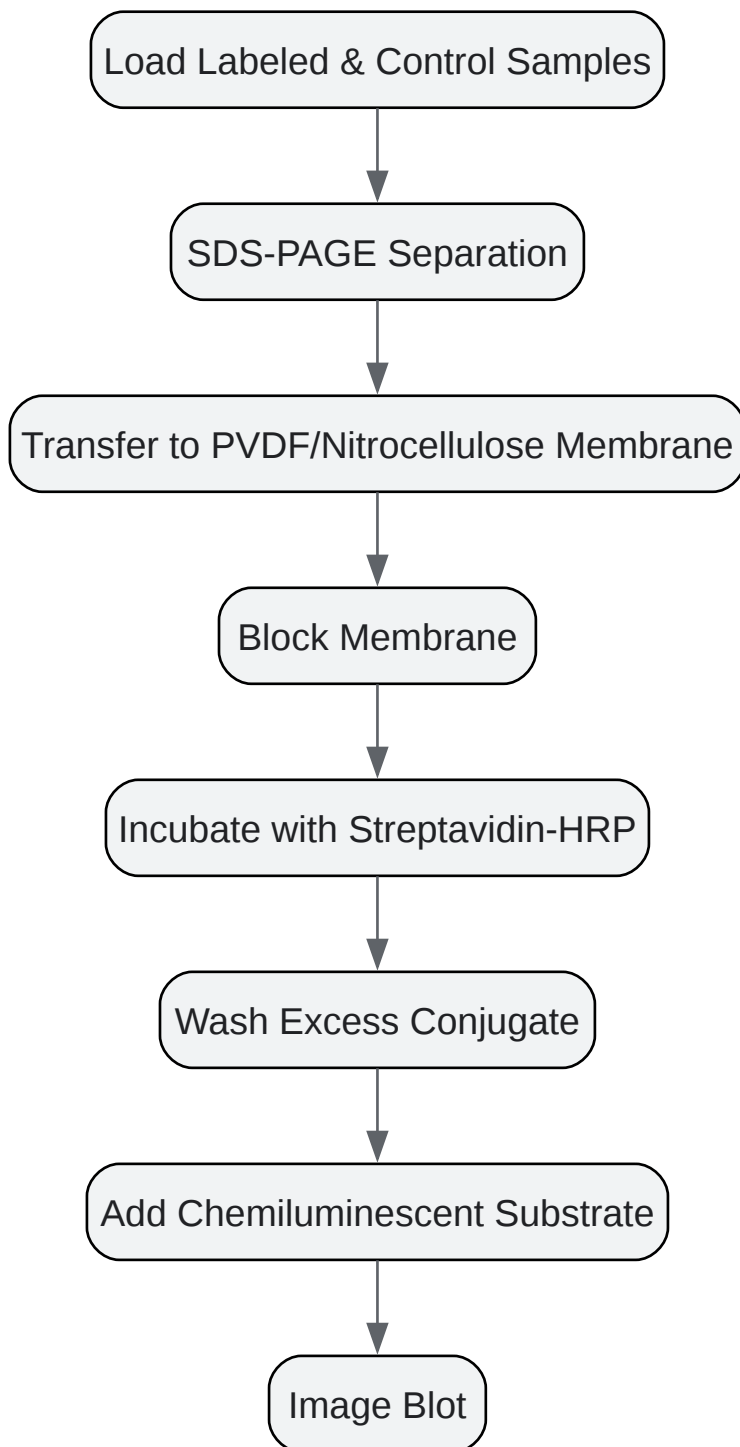 Load Labeled & Control Samples
SDS-PAGE Separation
Transfer to PVDF/Nitrocellulose Membrane
Block Membrane
Incubate with Streptavidin-HRP
Wash Excess Conjugate
Add Chemiluminescent Substrate
Image Blot